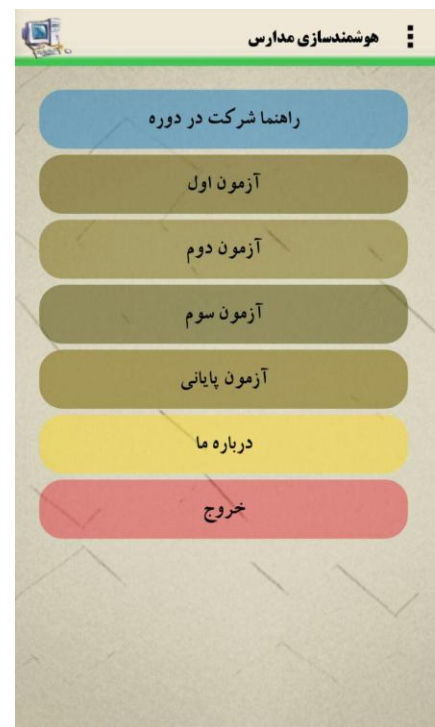 هوشمندسازی مدارس
راهنما شرکت در دوره
آزمون اول
آزمون دوم
آزمون سوم
آزمون پایانی
درباره ما
خروج